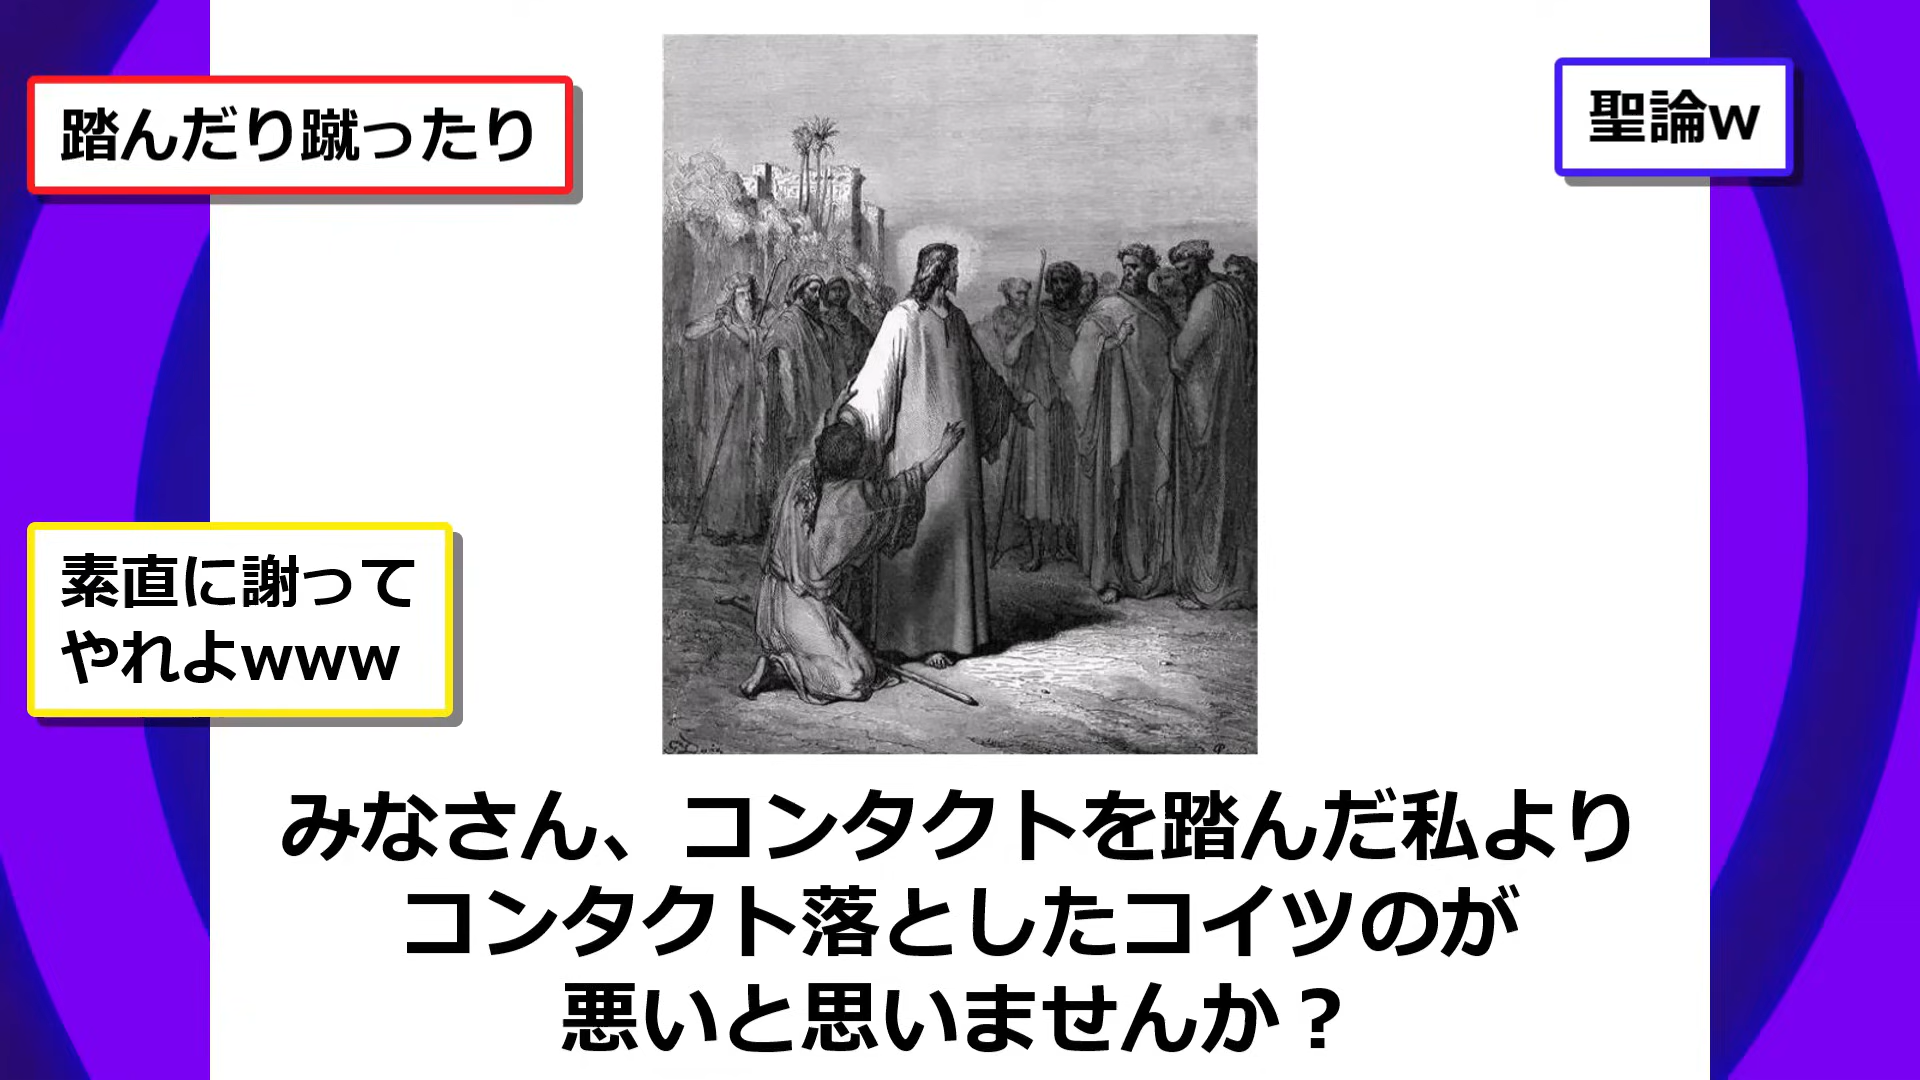 踏んだり蹴ったり
聖論w
素直に謝って
やれよwww
みなさん、コンタクトを踏んだ私より
コンタクト落としたコイツのが
悪いと思いませんか？